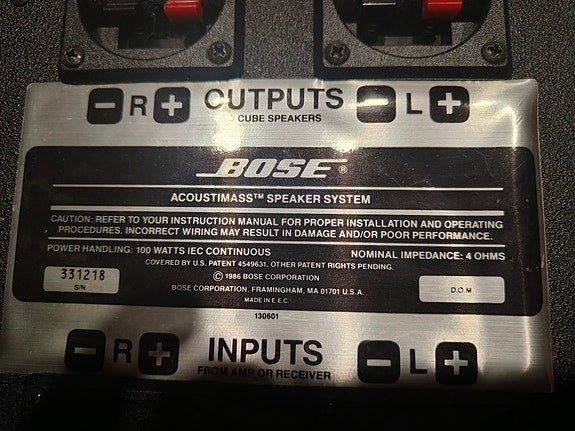 - R + OUTPUTS - L +
CUBE SPEAKERS
BOSE ®
ACOUSTIMASS™ SPEAKER SYSTEM
CAUTION: REFER TO YOUR INSTRUCTION MANUAL FOR PROPER INSTALLATION AND OPERATING
PROCEDURES. INCORRECT WIRING MAY RESULT IN DAMAGE AND/OR POOR PERFORMANCE.
POWER HANDLING: 100 WATTS IEC CONTINUOUS NOMINAL IMPEDANCE: 4 OHMS
COVERED BY U.S. PATENT 4549631, OTHER PATENT RIGHTS PENDING.
331218 © 1986 BOSE CORPORATION
S/N BOSE CORPORATION, FRAMINGHAM, MA 01701 U.S.A. D.O.M
MADE IN E.E.C.
130601
- R + INPUTS - L +
FROM AMP OR RECEIVER